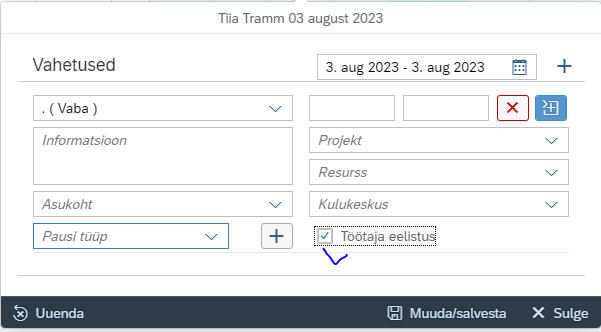 Tiia Tramm 03 august 2023
Vahetused
3. aug 2023 - 3. aug 2023
. ( Vaba )
Informatsioon
Projekt
Resurss
Asukoht
Kulukeskus
Pausi tüüp
Töötaja eelistus
Uuenda
Muuda/salvesta
Sulge